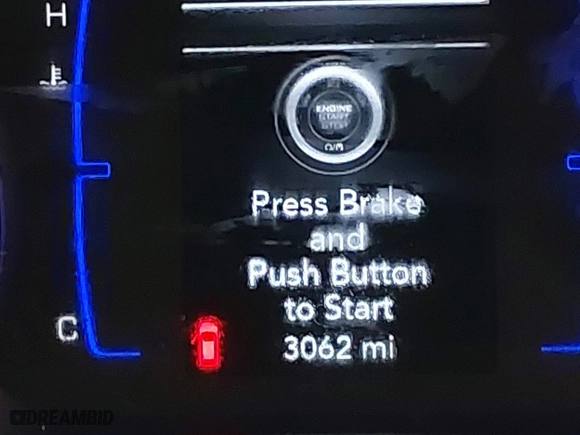 H
ENGINE
START
STOP
Press Brake
and
Push Button
to Start
C
3062 mi
DREAMBID